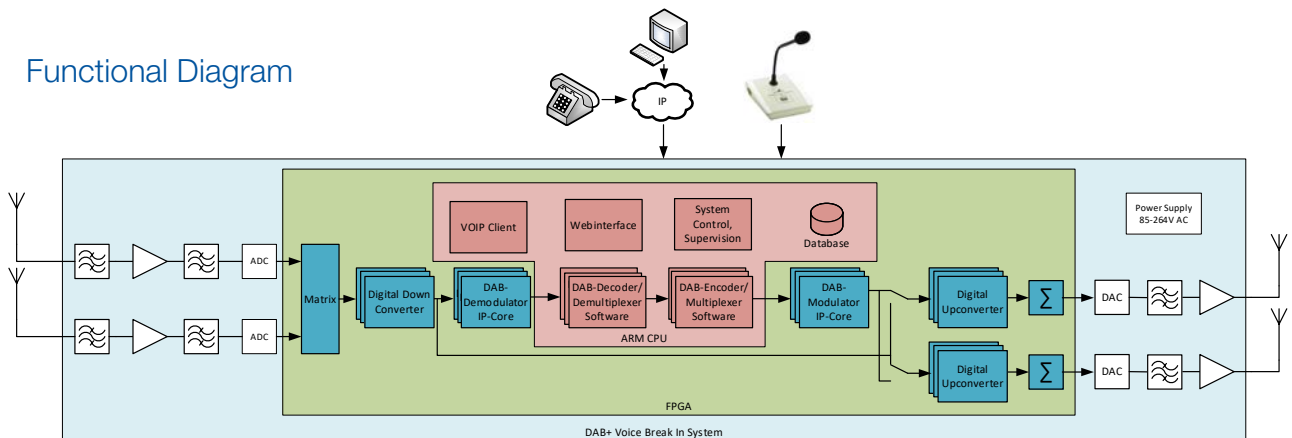 Functional Diagram
IP
Power Supply
85-264V AC
VOIP Client
Webinterface
System
Control,
Supervision
Database
ADC
Matrix
Digital Down
Converter
DAB-
Demodulator
IP-Core
DAB-Decoder/
Demultiplexer
Software
DAB-Encoder/
Multiplexer
Software
DAB-
Modulator
IP-Core
Digital
Upconverter
Σ
DAC
ADC
ARM CPU
Digital
Upconverter
Σ
DAC
FPGA
DAB+ Voice Break In System